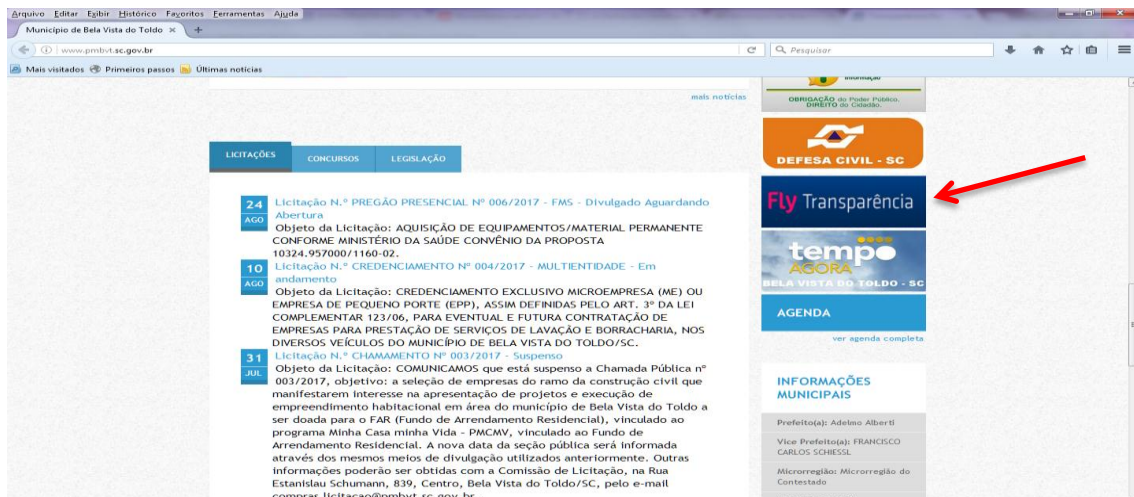 Arquivo Editar Exibir Histórico Favoritos Ferramentas Ajuda
Município de Bela Vista do Toldo × +
www.pmbvt.sc.gov.br
Pesquisar
Mais visitados Primeiros passos Últimas notícias
mais notícias
LICITAÇÕES CONCURSOS LEGISLAÇÃO
24 AGO
Licitação N.º PREGÃO PRESENCIAL Nº 006/2017 - FMS - Divulgado Aguardando
Abertura
Objeto da Licitação: AQUISIÇÃO DE EQUIPAMENTOS/MATERIAL PERMANENTE
CONFORME MINISTÉRIO DA SAÚDE CONVÊNIO DA PROPOSTA
10324.957000/1160-02.
10 AGO
Licitação N.º CREDENCIAMENTO Nº 004/2017 - MULTIENTIDADE - Em
andamento
Objeto da Licitação: CREDENCIAMENTO EXCLUSIVO MICROEMPRESA (ME) OU
EMPRESA DE PEQUENO PORTE (EPP), ASSIM DEFINIDAS PELO ART. 3º DA LEI
COMPLEMENTAR 123/06, PARA EVENTUAL E FUTURA CONTRATAÇÃO DE
EMPRESAS PARA PRESTAÇÃO DE SERVIÇOS DE LAVAÇÃO E BORRACHARIA, NOS
DIVERSOS VEÍCULOS DO MUNICÍPIO DE BELA VISTA DO TOLDO/SC.
31 JUL
Licitação N.º CHAMAMENTO Nº 003/2017 - Suspenso
Objeto da Licitação: COMUNICAMOS que está suspenso a Chamada Pública nº
003/2017, objetivo: a seleção de empresas do ramo da construção civil que
manifestarem interesse na apresentação de projetos e execução de
empreendimento habitacional em área do município de Bela Vista do Toldo a
ser doada para o FAR (Fundo de Arrendamento Residencial), vinculado ao
programa Minha Casa minha Vida - PMCMV, vinculado ao Fundo de
Arrendamento Residencial. A nova data da seção pública será informada
através dos mesmos meios de divulgação utilizados anteriormente. Outras
informações poderão ser obtidas com a Comissão de Licitação, na Rua
Estanislau Schumann, 839, Centro, Bela Vista do Toldo/SC, pelo e-mail
compras.licitacao@pmbvt.sc.gov.br
Informação
OBRIGAÇÃO do Poder Público,
DIREITO do Cidadão.
DEFESA CIVIL - SC
Fly Transparência
tempo
AGORA
BELA VISTA DO TOLDO - SC
AGENDA
ver agenda completa
INFORMAÇÕES
MUNICIPAIS
Prefeito(a): Adelmo Alberti
Vice Prefeito(a): FRANCISCO
CARLOS SCHIESSL
Microrregião: Microrregião do
Contestado